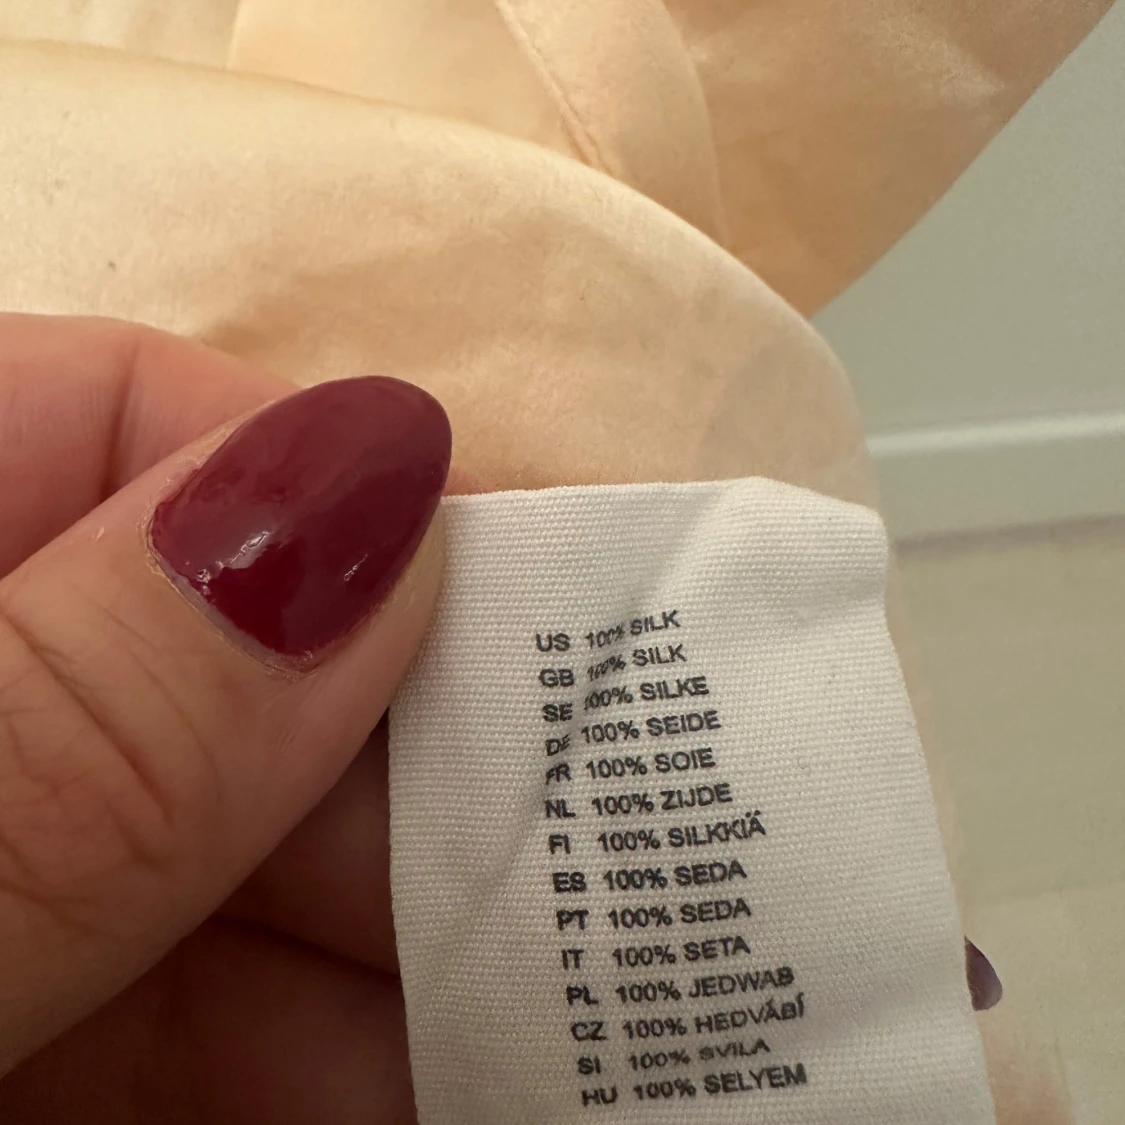 US 100% SILK
GB 100% SILK
SE 100% SILKE
DE 100% SEIDE
FR 100% SOIE
NL 100% ZIJDE
FI 100% SILKKIÄ
ES 100% SEDA
PT 100% SEDA
IT 100% SETA
PL 100% JEDWAB
CZ 100% HEDVÁBÍ
SI 100% SVILA
HU 100% SELYEM